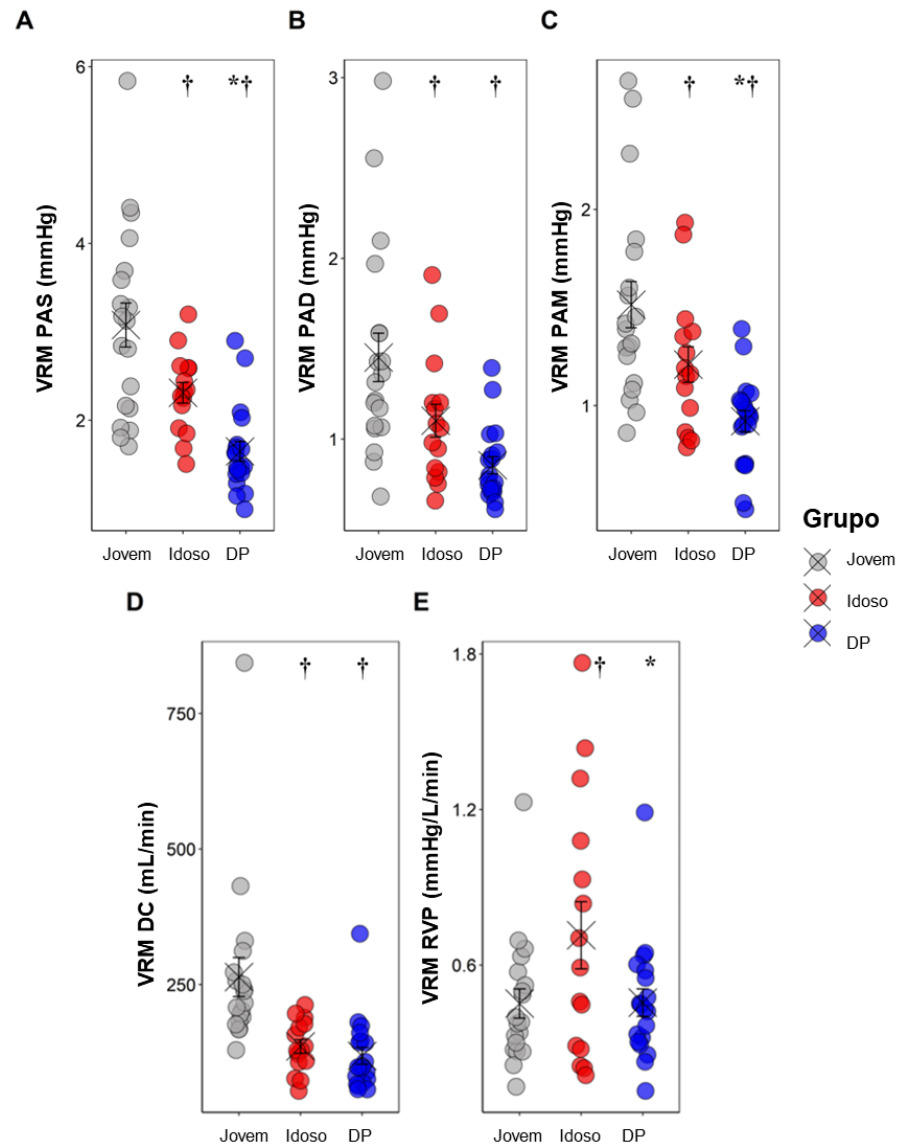 A
B
C
VRM PAS (mmHg)
6
4
2
†
*†
Jovem
Idoso
DP
VRM PAD (mmHg)
3
2
1
†
†
Jovem
Idoso
DP
VRM PAM (mmHg)
2
1
†
*†
Jovem
Idoso
DP
Grupo
Jovem
Idoso
DP
D
E
VRM DC (mL/min)
750
500
250
†
†
Jovem
Idoso
DP
VRM RVP (mmHg/L/min)
1.8
1.2
0.6
†
*
Jovem
Idoso
DP